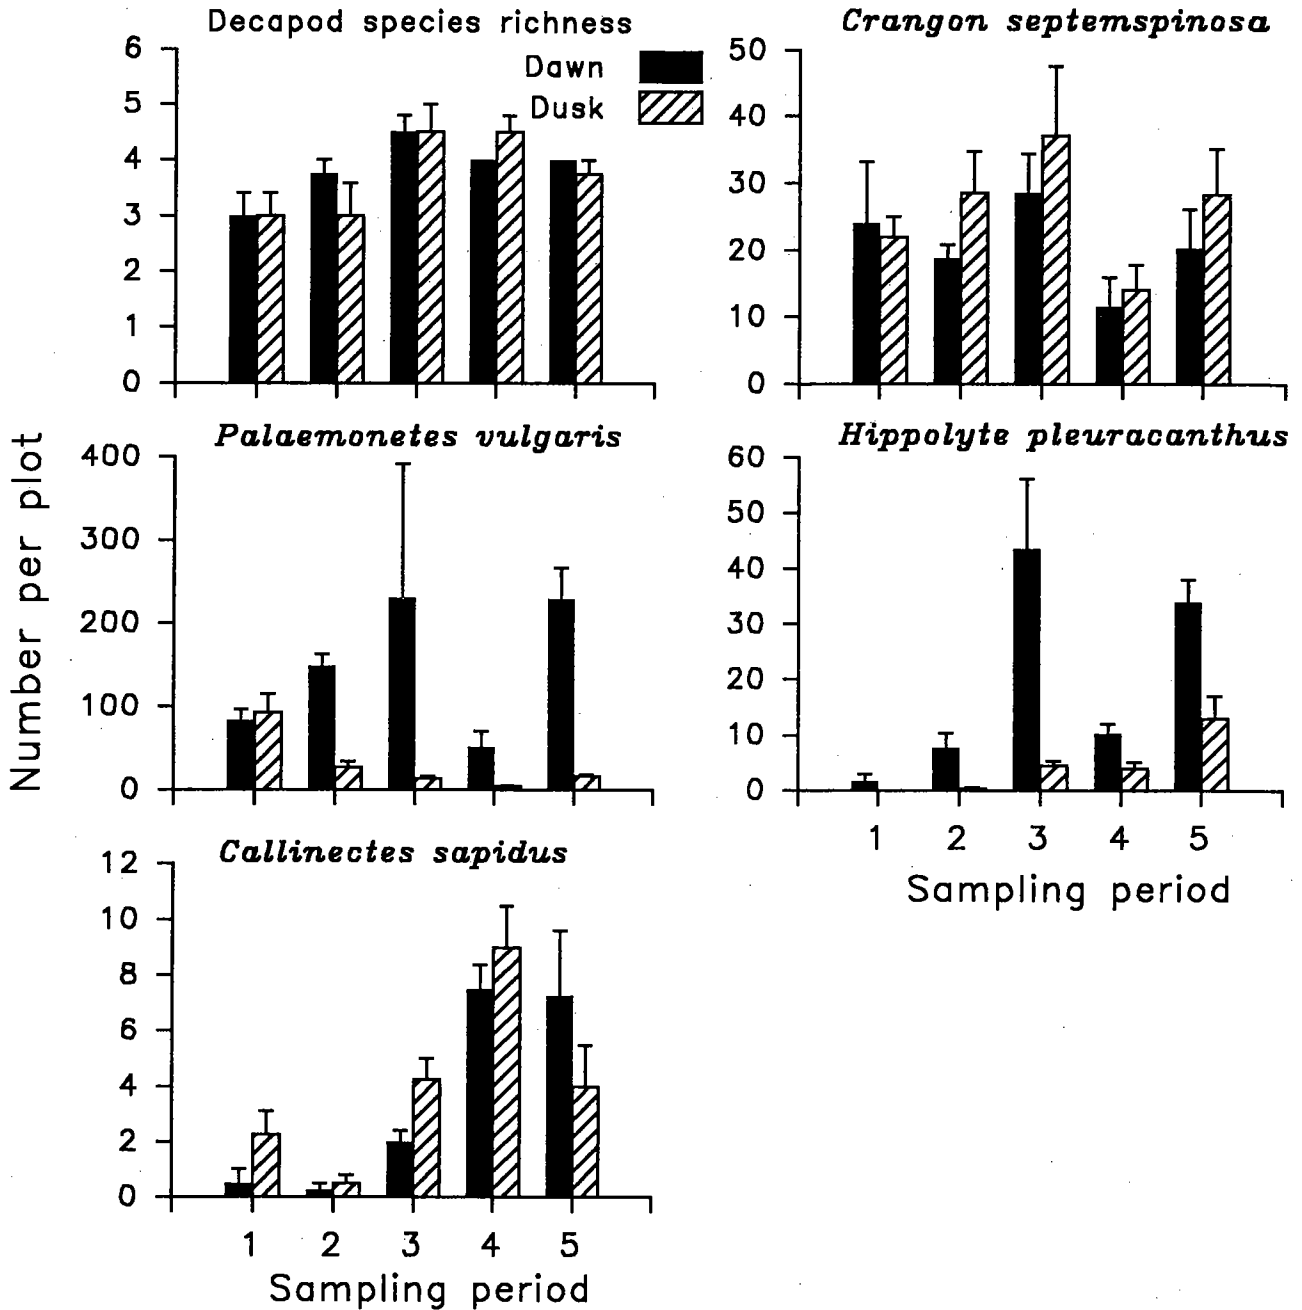 Decapod species richness
Dawn
Dusk
6
5
4
3
2
1
0
Crangon septemspinosa
50
40
30
20
10
0
Number per plot
Palaemonetes vulgaris
400
300
200
100
0
Hippolyte pleuracanthus
60
50
40
30
20
10
0
1 2 3 4 5
Sampling period
Callinectes sapidus
12
10
8
6
4
2
0
1 2 3 4 5
Sampling period